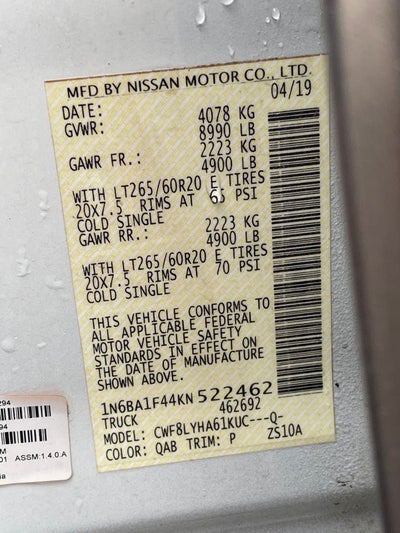 MFD BY NISSAN MOTOR CO., LTD.
DATE: 04/19
GVWR: 4078 KG
8990 LB
GAWR FR.: 2223 KG
4900 LB
WITH LT265/60R20 E TIRES
20X7.5 RIMS AT 65 PSI
COLD SINGLE
GAWR RR.: 2223 KG
4900 LB
WITH LT265/60R20 E TIRES
20X7.5 RIMS AT 70 PSI
COLD SINGLE
THIS VEHICLE CONFORMS TO
ALL APPLICABLE FEDERAL
MOTOR VEHICLE SAFETY
STANDARDS IN EFFECT ON
THE DATE OF MANUFACTURE
SHOWN ABOVE.
1N6BA1F44KN522462
TRUCK 462692
MODEL: CWF8LYHA61KUC---Q-
COLOR: QAB TRIM: P ZS10A
294
94
M
01 ASSM:1.4.0.A